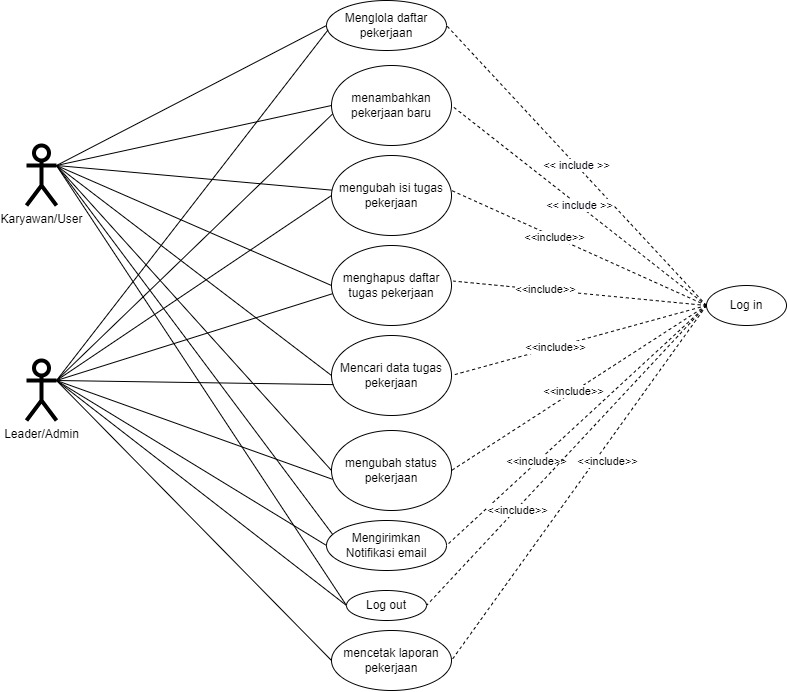 Menglola daftar
pekerjaan
menambahkan
pekerjaan baru
<< include >>
Karyawan/User
mengubah isi tugas
pekerjaan
<< include >>
<<include>>
menghapus daftar
tugas pekerjaan
<<include>>
Log in
Mencari data tugas
pekerjaan
<<include>>
Leader/Admin
<<include>>
mengubah status
pekerjaan
<<include>>
<<include>>
Mengirimkan
Notifikasi email
<<include>>
Log out
mencetak laporan
pekerjaan